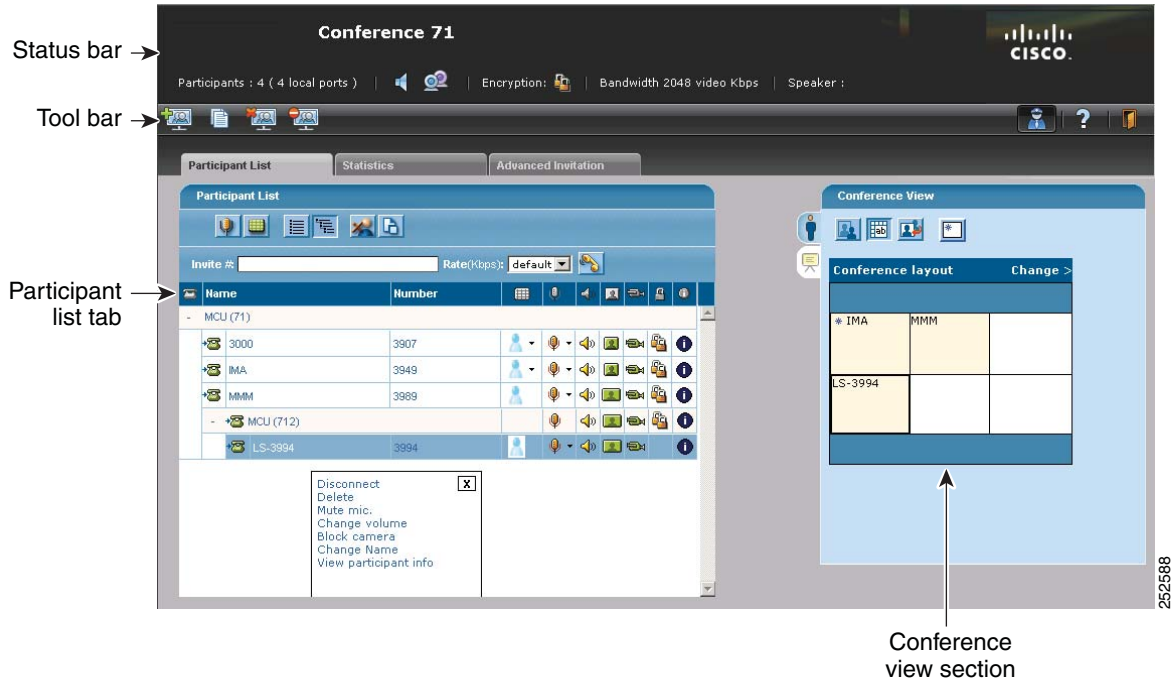 Conference 71
CISCO.
Status bar
Participants : 4 ( 4 local ports ) | | Encryption: | Bandwidth 2048 video Kbps | Speaker :
Tool bar
?
Participant List Statistics Advanced Invitation
Participant List
Conference View
ab
*
Invite #: Rate(Kbps): default
Conference layout Change >
Participant list tab
Name Number
- MCU (71)
3000 3907
IMA 3949
MMM 3989
- MCU (712)
LS-3994 3994
* IMA MMM
LS-3994
Disconnect X
Delete
Mute mic.
Change volume
Block camera
Change Name
View participant info
252588
Conference
view section